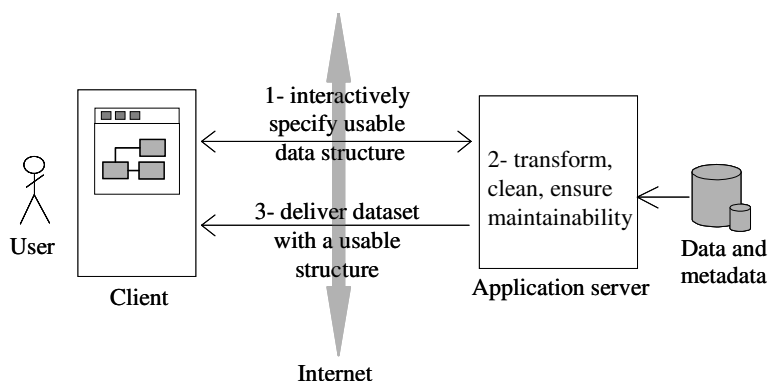 1- interactively
specify usable
data structure
2- transform,
clean, ensure
maintainability
3- deliver dataset
with a usable
structure
User
Client
Application server
Data and
metadata
Internet